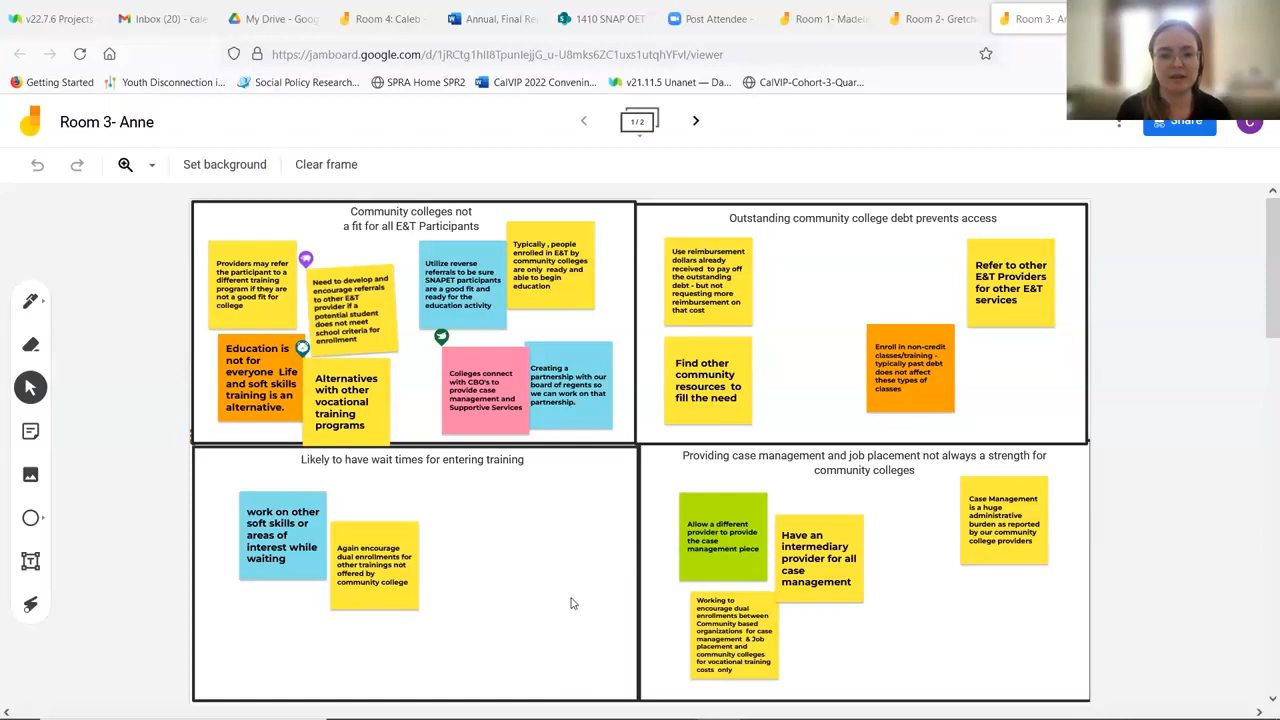 v22.7.6 Projects
Inbox (20) - cale
My Drive - Google
Room 4: Caleb
Annual, Final Re
1410 SNAP OET
Post Attendee -
Room 1- Madel
Room 2- Gretch
Room 3- A
https://jamboard.google.com/d/1jRCtg1hII8TpunIejjG_u-U8mks6ZC1uxs1utqhYFvI/viewer
Getting Started
Youth Disconnection i...
Social Policy Research...
SPRA Home SPR2
CalVIP 2022 Convenin...
v21.11.5 Unanet — Da...
CalVIP-Cohort-3-Quar...
Room 3- Anne
1 / 2
Share
C
Set background
Clear frame
Community colleges not
a fit for all E&T Participants
Providers may refer
the participant to a
different training
program if they are
not a good fit for
college
Need to develop and
encourage referrals
to other E&T
provider if a
potential student
does not meet
school criteria for
enrollment
Utilize reverse
referrals to be sure
SNAPET participants
are a good fit and
ready for the
education activity
Typically , people
enrolled in E&T by
community colleges
are only ready and
able to begin
education
Education is
not for
everyone Life
and soft skills
training is an
alternative.
Alternatives
with other
vocational
training
programs
Colleges connect
with CBO's to
provide case
management and
Supportive Services
Creating a
partnership with our
board of regents so
we can work on that
partnership.
Outstanding community college debt prevents access
Use reimbursement
dollars already
received to pay off
the outstanding
debt - but not
requesting more
reimbursement on
that cost
Refer to other
E&T Providers
for other E&T
services
Find other
community
resources to
fill the need
Enroll in non-credit
classes/training -
typically past debt
does not affect
these types of
classes
Likely to have wait times for entering training
work on other
soft skills or
areas of
interest while
waiting
Again encourage
dual enrollments for
other trainings not
offered by
community college
Providing case management and job placement not always a strength for
community colleges
Allow a different
provider to provide
the case
management piece
Have an
intermediary
provider for all
case
management
Case Management
is a huge
administrative
burden as reported
by our community
college providers
Working to
encourage dual
enrollments between
Community based
organizations for case
management & Job
placement and
community colleges
for vocational training
costs only